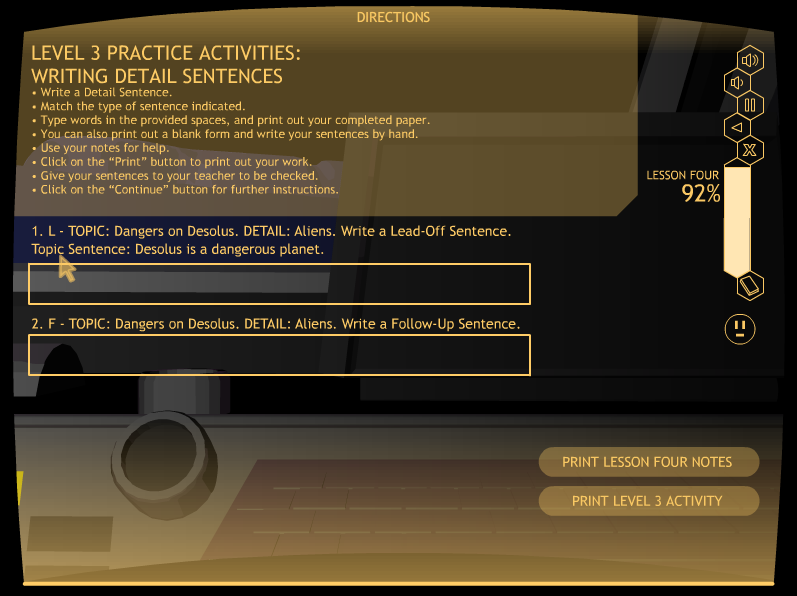 DIRECTIONS
LEVEL 3 PRACTICE ACTIVITIES:
WRITING DETAIL SENTENCES
• Write a Detail Sentence.
• Match the type of sentence indicated.
• Type words in the provided spaces, and print out your completed paper.
• You can also print out a blank form and write your sentences by hand.
• Use your notes for help.
• Click on the “Print” button to print out your work.
• Give your sentences to your teacher to be checked.
• Click on the “Continue” button for further instructions.
LESSON FOUR
92%
1. L - TOPIC: Dangers on Desolus. DETAIL: Aliens. Write a Lead-Off Sentence.
Topic Sentence: Desolus is a dangerous planet.
2. F - TOPIC: Dangers on Desolus. DETAIL: Aliens. Write a Follow-Up Sentence.
PRINT LESSON FOUR NOTES
PRINT LEVEL 3 ACTIVITY